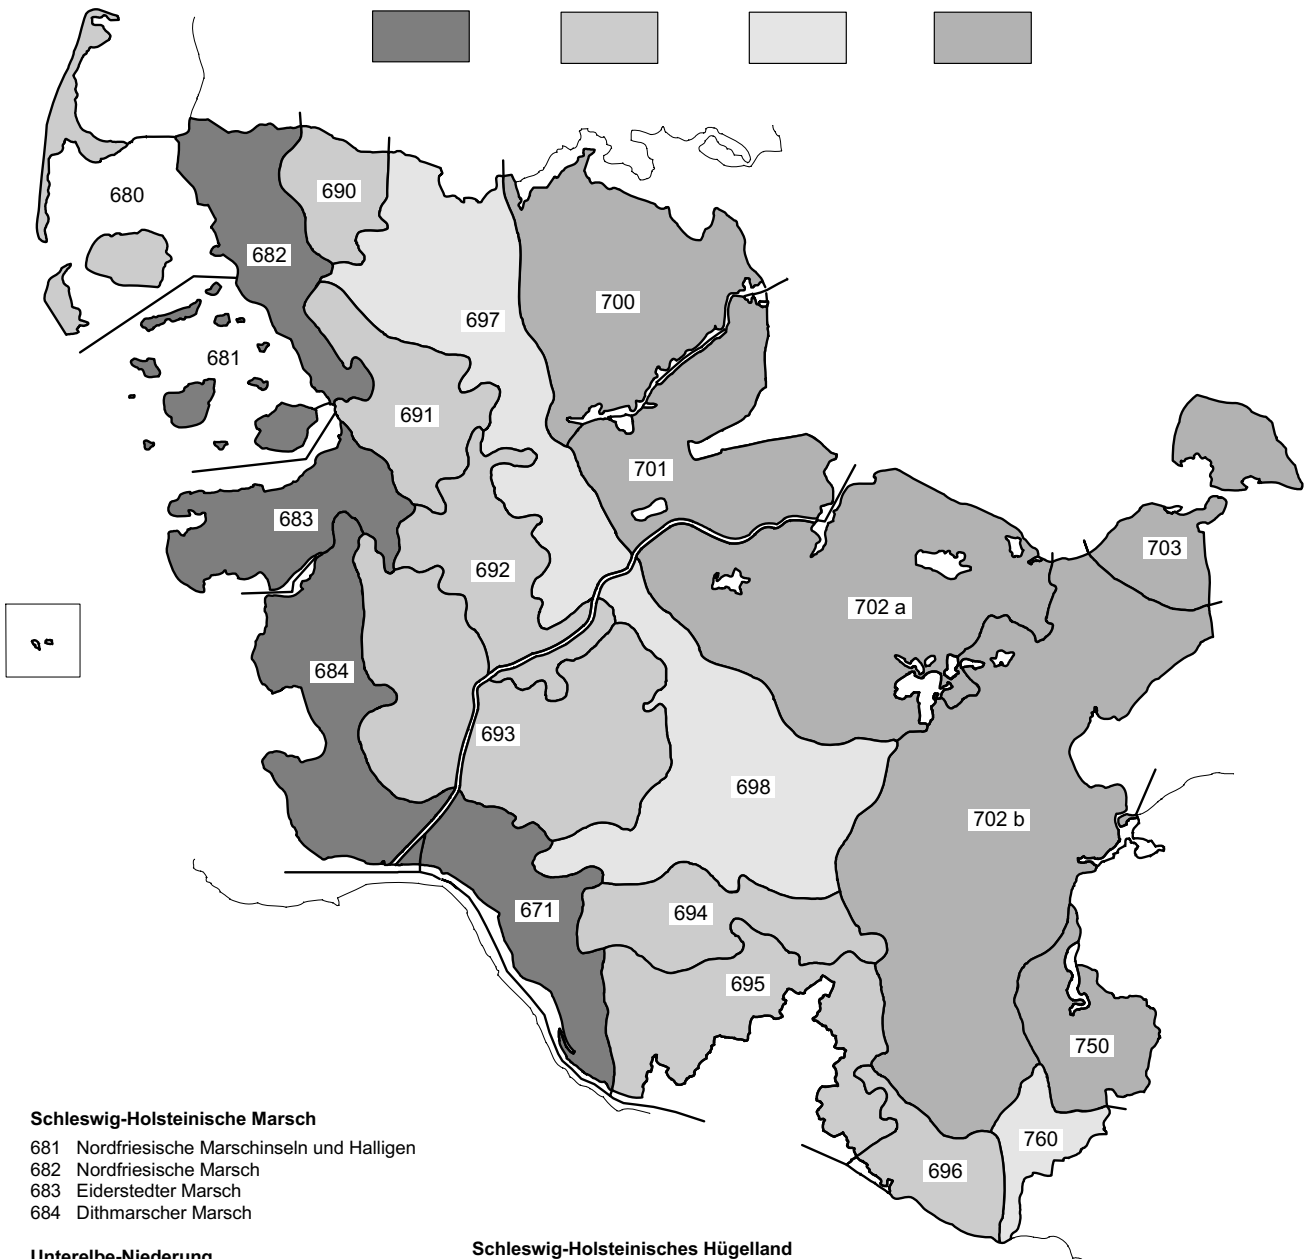 680
690
682
700
697
681
691
701
683
703
692
702 a
684
693
698
702 b
671
694
695
750
760
696
Schleswig-Holsteinische Marsch
681 Nordfriesische Marschinseln und Halligen
682 Nordfriesische Marsch
683 Eiderstedter Marsch
684 Dithmarscher Marsch
Unterelbe-Niederung
Schleswig-Holsteinisches Hügelland